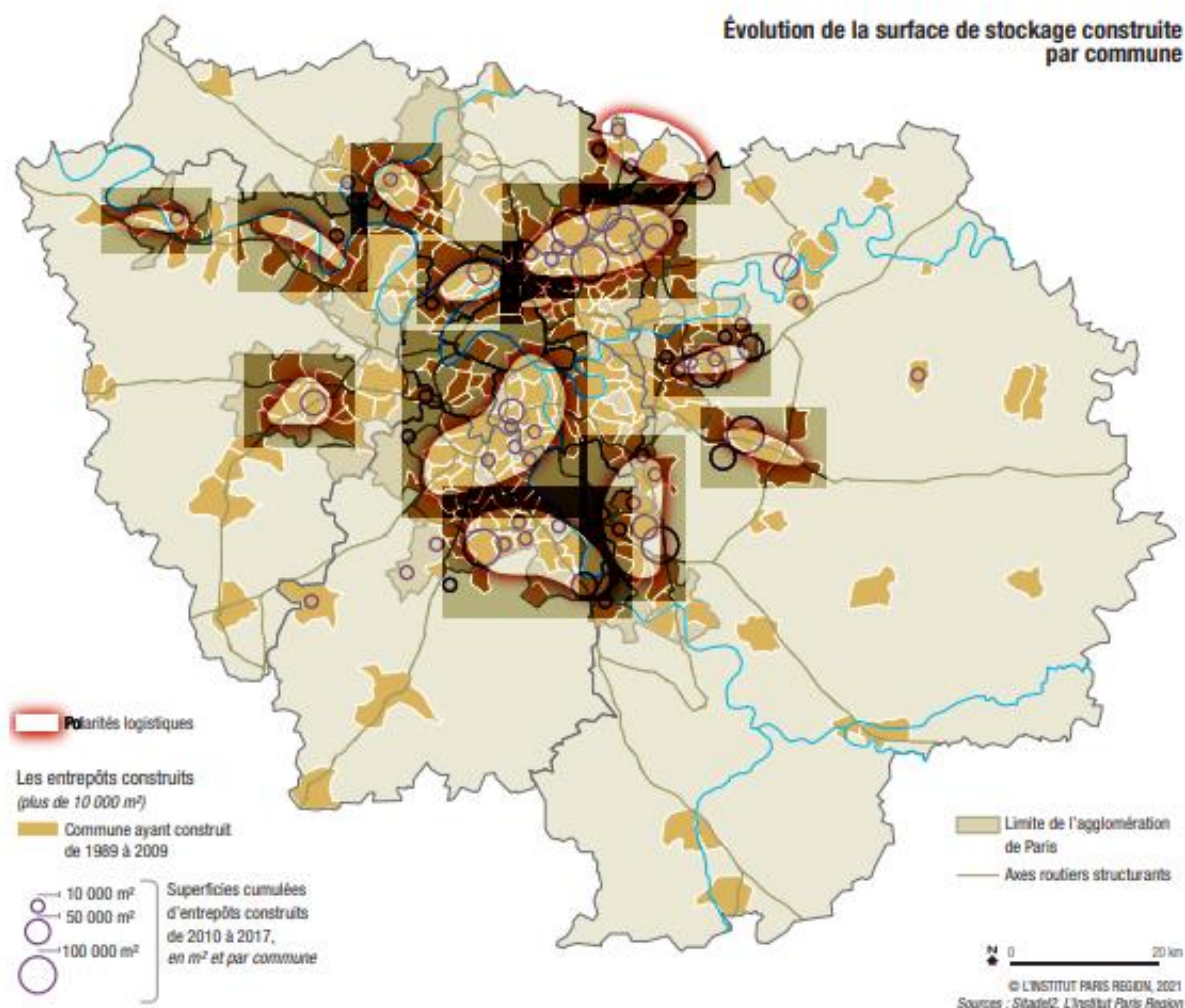 Évolution de la surface de stockage construite
par commune
Polarités logistiques
Les entrepôts construits
(plus de 10 000 m²)
Commune ayant construit
de 1989 à 2009
10 000 m²
50 000 m²
100 000 m²
Superficies cumulées
d'entrepôts construits
de 2010 à 2017,
en m² et par commune
Limite de l'agglomération
de Paris
Axes routiers structurants
N
0 20 km
© L'INSTITUT PARIS REGION, 2021
Sources : Sitadel2, L'Institut Paris Region